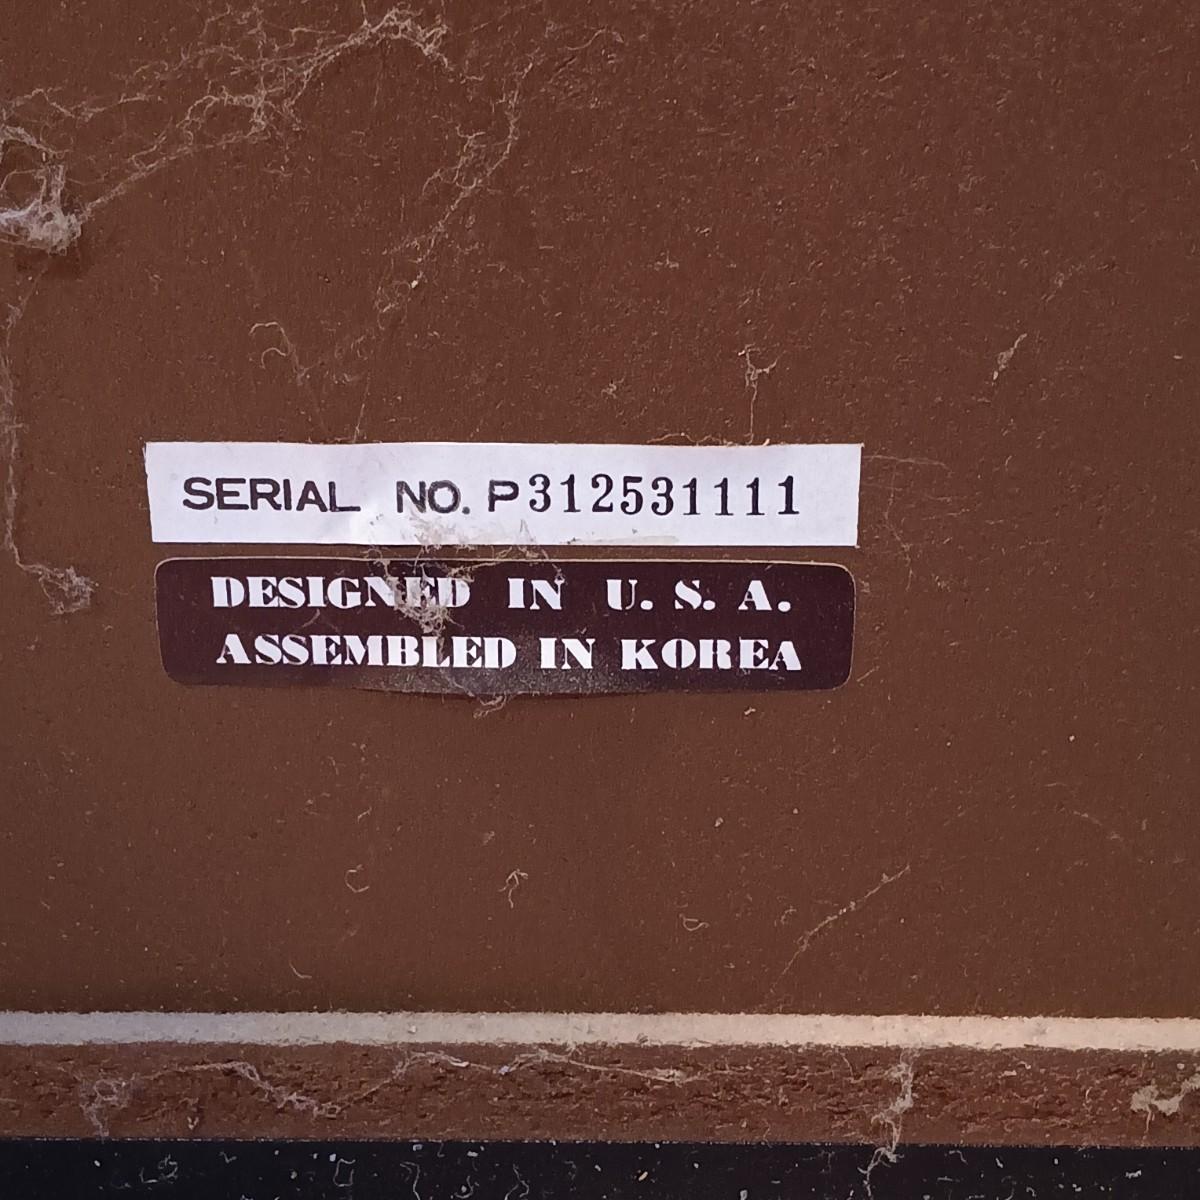 SERIAL NO. P312531111
DESIGNED IN U. S. A.
ASSEMBLED IN KOREA